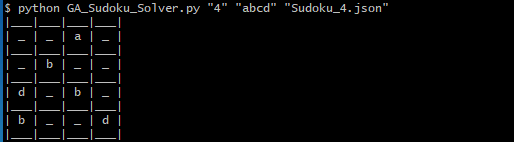 $ python GA_Sudoku_Solver.py "4" "abcd" "Sudoku_4.json"
|___|___|___|___|
| _ | _ | a | _ |
|___|___|___|___|
| _ | b | _ | _ |
|___|___|___|___|
| d | _ | b | _ |
|___|___|___|___|
| b | _ | _ | d |
|___|___|___|___|